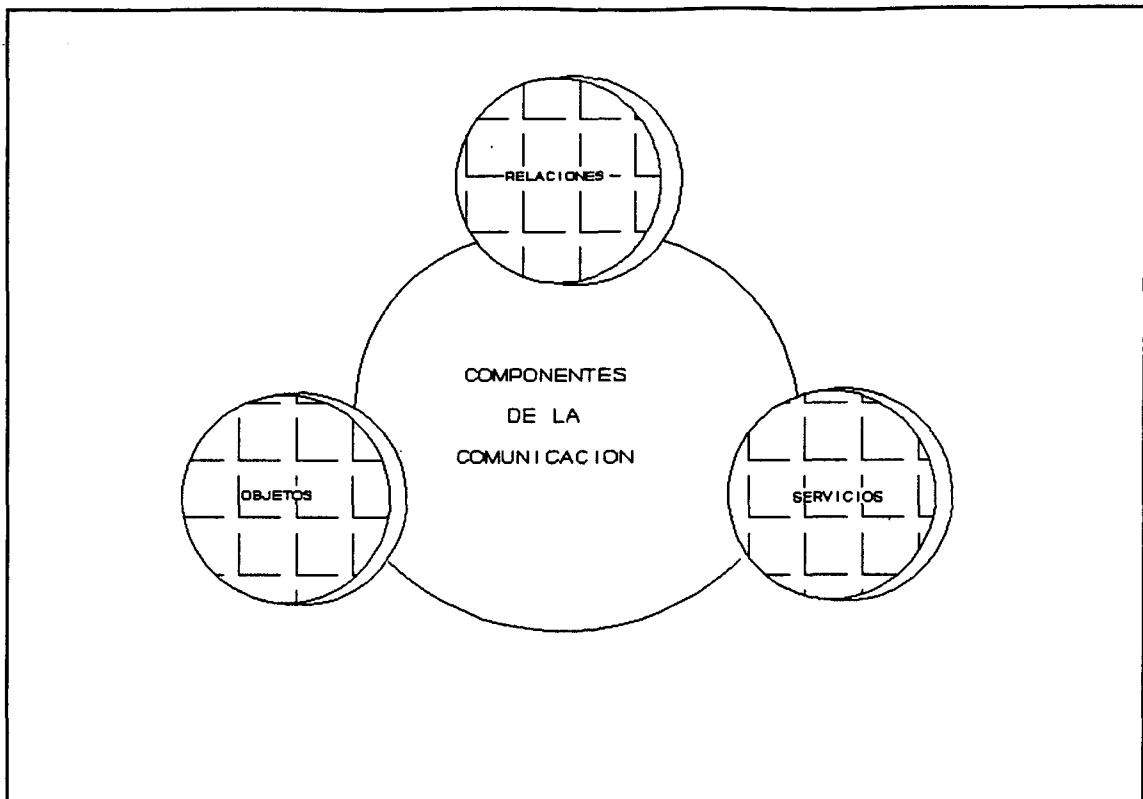 RELACIONES
COMPONENTES
DE LA
COMUNICACION
OBJETOS
SERVICIOS